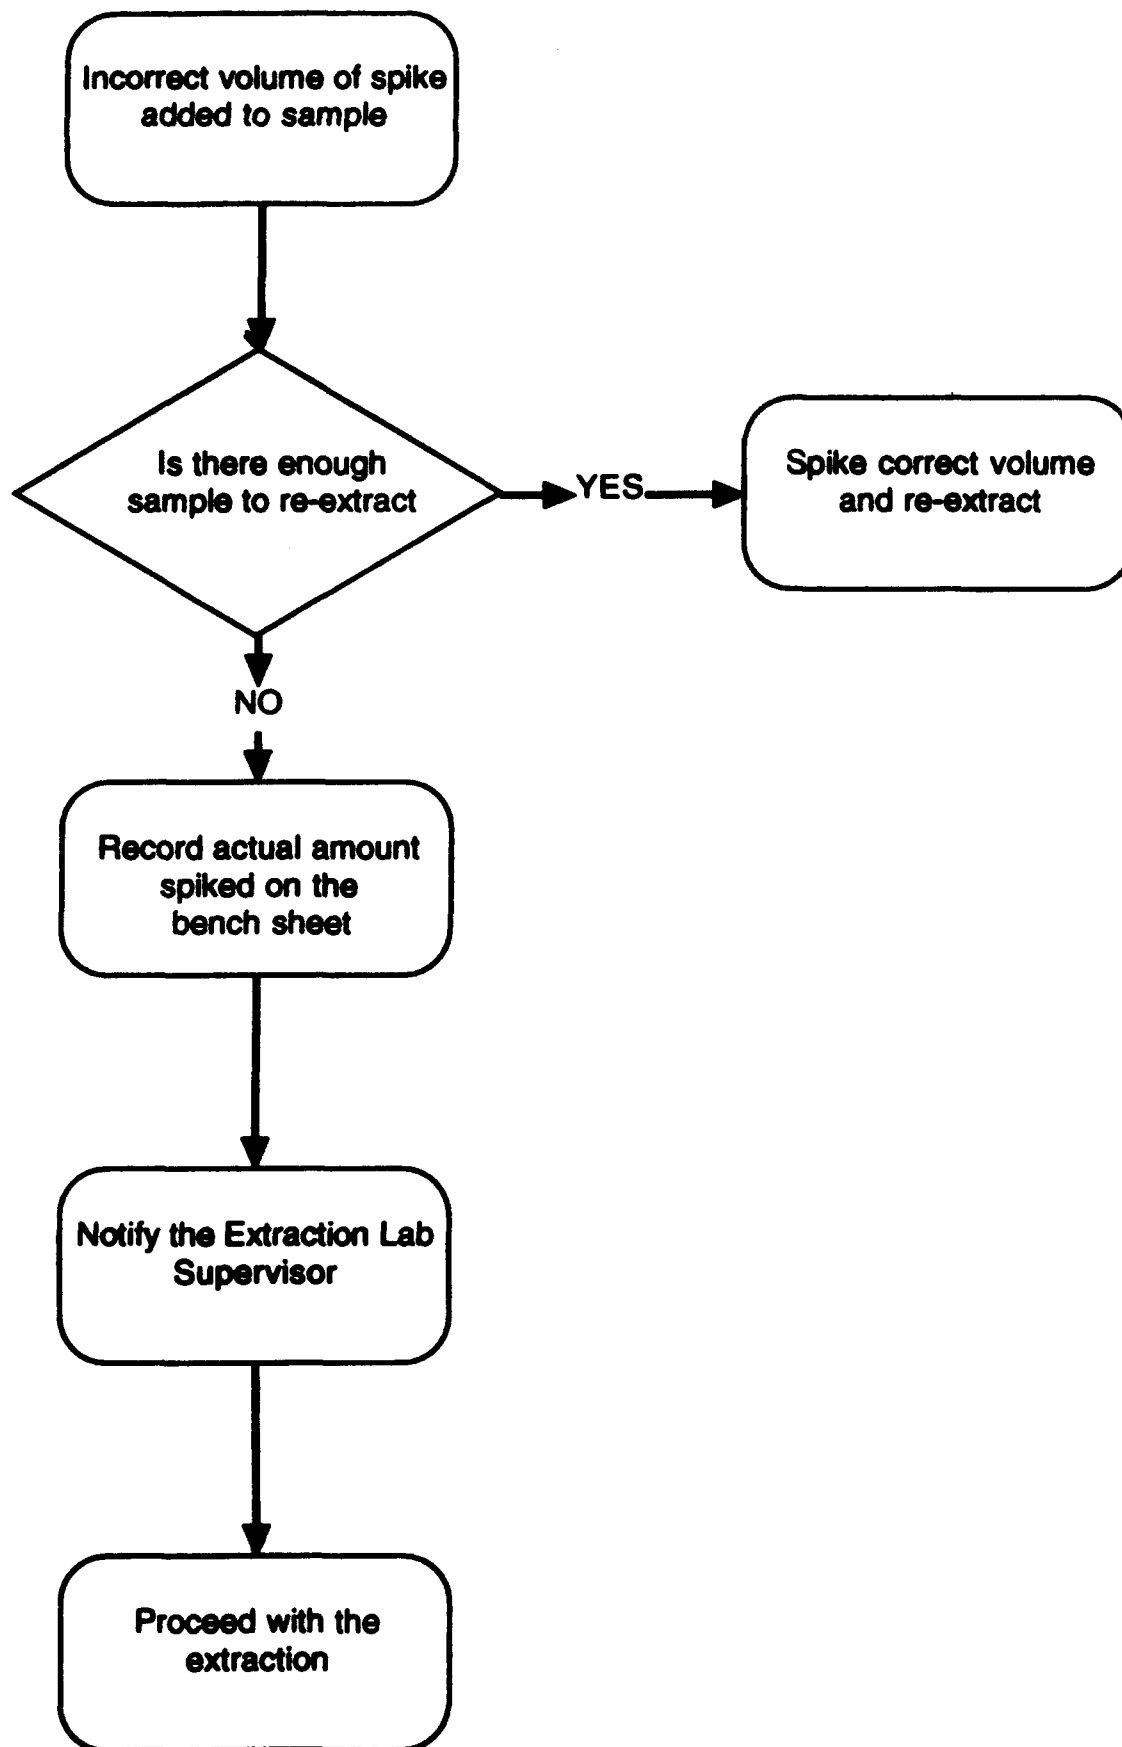 Incorrect volume of spike
added to sample
Is there enough
sample to re-extract
YES
Spike correct volume
and re-extract
NO
Record actual amount
spiked on the
bench sheet
Notify the Extraction Lab
Supervisor
Proceed with the
extraction